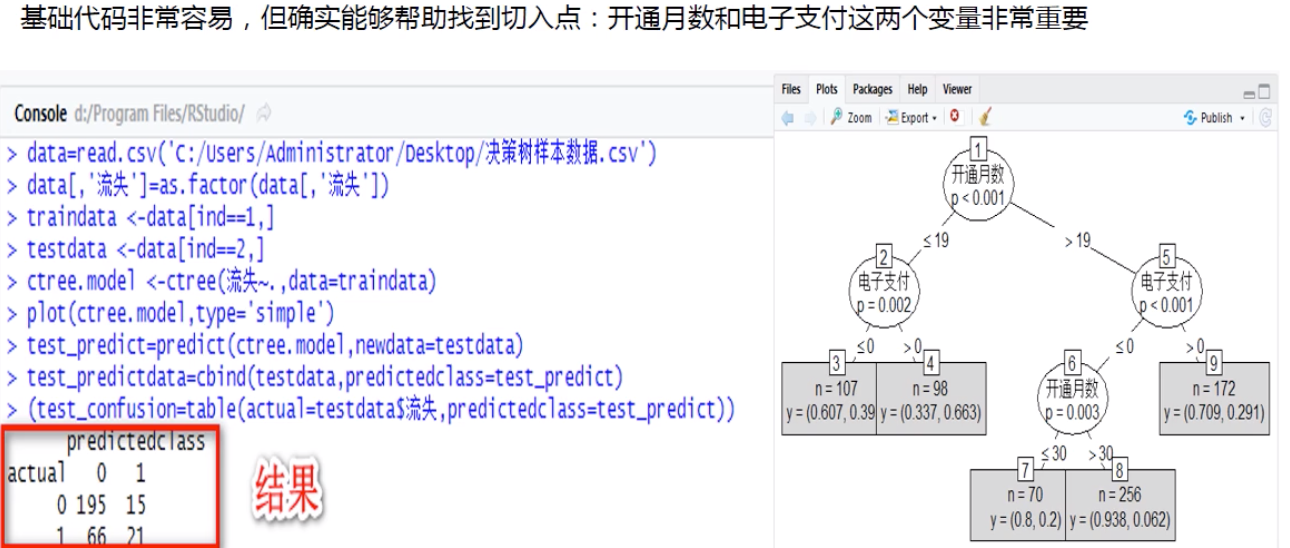 基础代码非常容易，但确实能够帮助找到切入点：开通月数和电子支付这两个变量非常重要
Console d:/Program Files/RStudio/
> data=read.csv('C:/Users/Administrator/Desktop/决策树样本数据.csv')
> data[,'流失']=as.factor(data[,'流失'])
> traindata <-data[ind==1,]
> testdata <-data[ind==2,]
> ctree.model <-ctree(流失~.,data=traindata)
> plot(ctree.model,type='simple')
> test_predict=predict(ctree.model,newdata=testdata)
> test_predictdata=cbind(testdata,predictedclass=test_predict)
> (test_confusion=table(actual=testdata$流失,predictedclass=test_predict))
predictedclass
actual 0 1
0 195 15
1 66 21
结果
Files Plots Packages Help Viewer
Zoom Export Publish
1
开通月数
p < 0.001
≤ 19 > 19
2 5
电子支付 电子支付
p = 0.002 p < 0.001
≤ 0 > 0 ≤ 0 > 0
3 4 6 9
n = 107 n = 98 开通月数 n = 172
y = (0.607, 0.39 y = (0.337, 0.663) p = 0.003 y = (0.709, 0.291)
≤ 30 > 30
7 8
n = 70 n = 256
y = (0.8, 0.2) y = (0.938, 0.062)